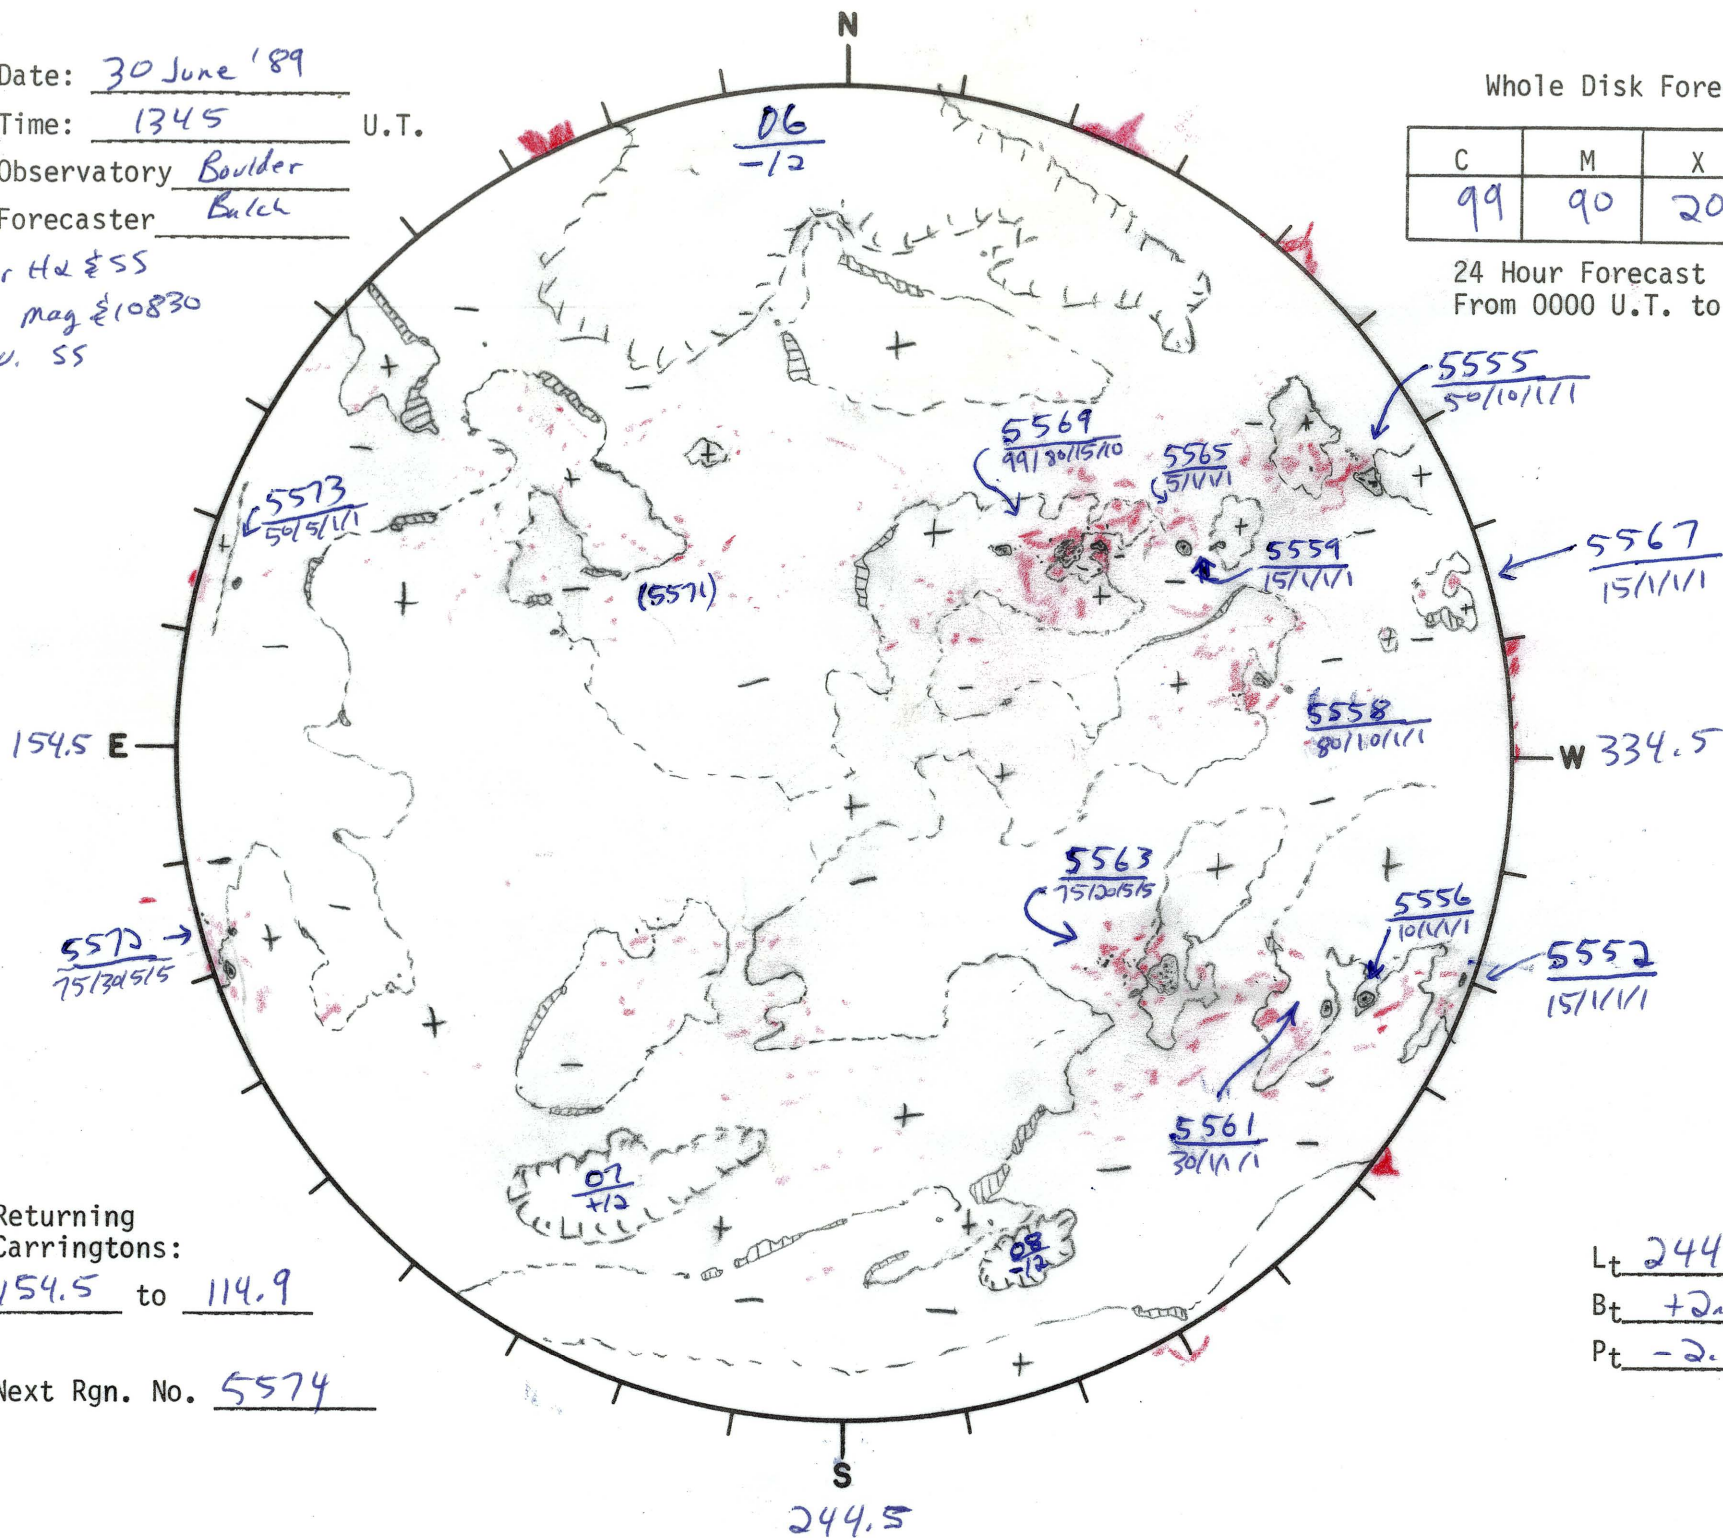 N
Date: 30 June '89
Time: 1345 U.T.
Observatory Boulder
Forecaster Balch
r Hα & SS
mag & 10830
SS
Whole Disk Fore
C M X
99 90 20
24 Hour Forecast
From 0000 U.T. to
06
-12
5555
50/10/1/1
5569
99/80/15/10
5565
5/1/1/1
5573
50/5/1/1
5559
15/1/1/1
5567
15/1/1/1
(5571)
5558
80/10/1/1
154.5 E
W 334.5
5563
75/20/5/5
5556
10/1/1/1
5572
75/30/5/5
5552
15/1/1/1
5561
30/1/1/1
07
+12
08
-12
Returning
Carringtons:
154.5 to 114.9
Next Rgn. No. 5574
Lt 244
Bt +2
Pt -2.
S
244.5